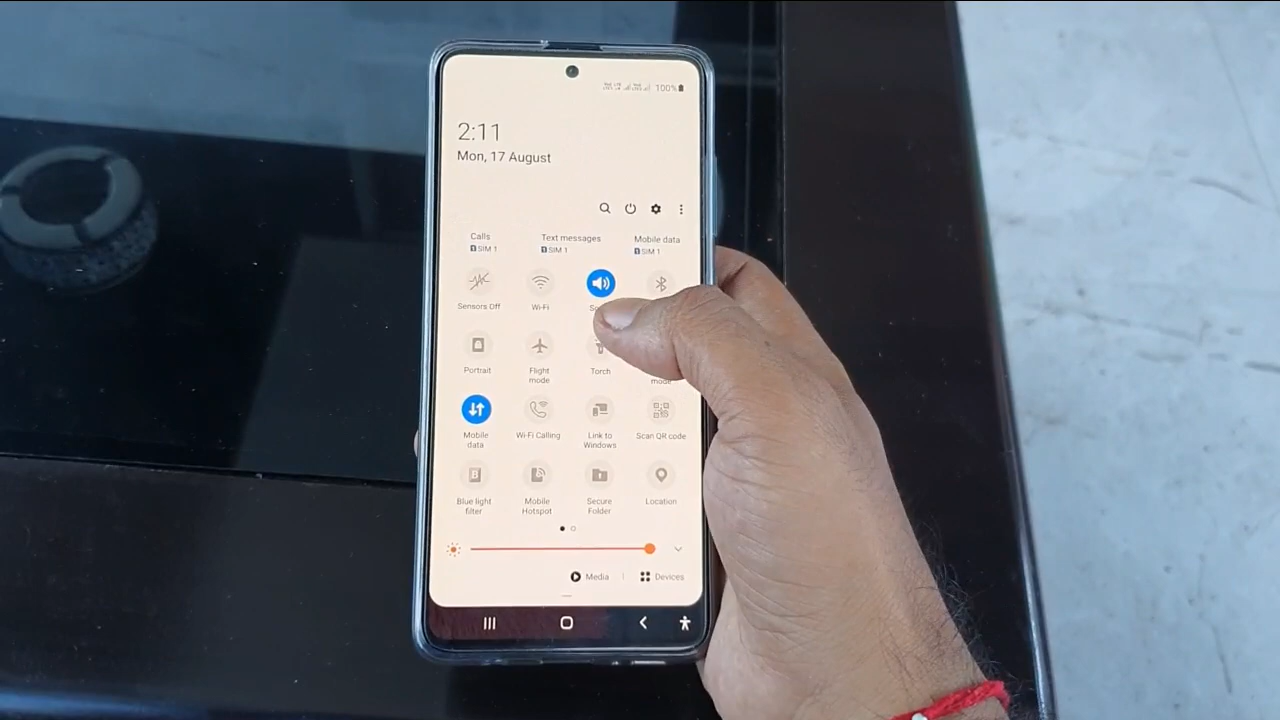 100%
2:11
Mon, 17 August
Calls
SIM 1
Text messages
SIM 1
Mobile data
SIM 1
Sensors Off
Wi-Fi
Portrait
Flight
mode
Torch
mode
Mobile
data
Wi-Fi Calling
Link to
Windows
Scan QR code
Blue light
filter
Mobile
Hotspot
Secure
Folder
Location
Media
Devices